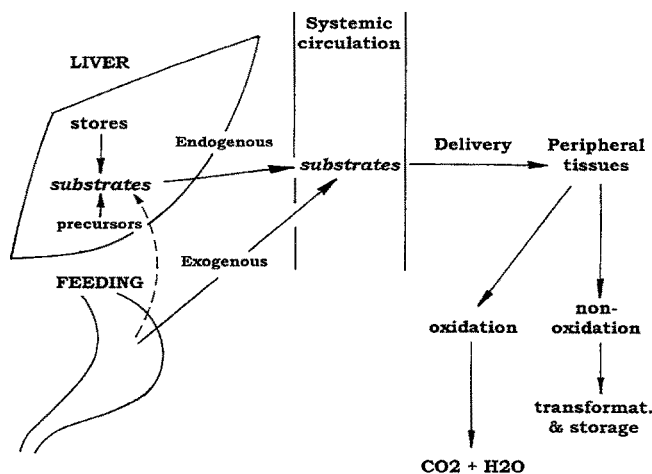 Systemic
circulation
LIVER
stores
Endogenous
substrates
precursors
substrates
Delivery
Peripheral
tissues
Exogenous
FEEDING
oxidation
non-
oxidation
transformat.
& storage
CO2 + H2O